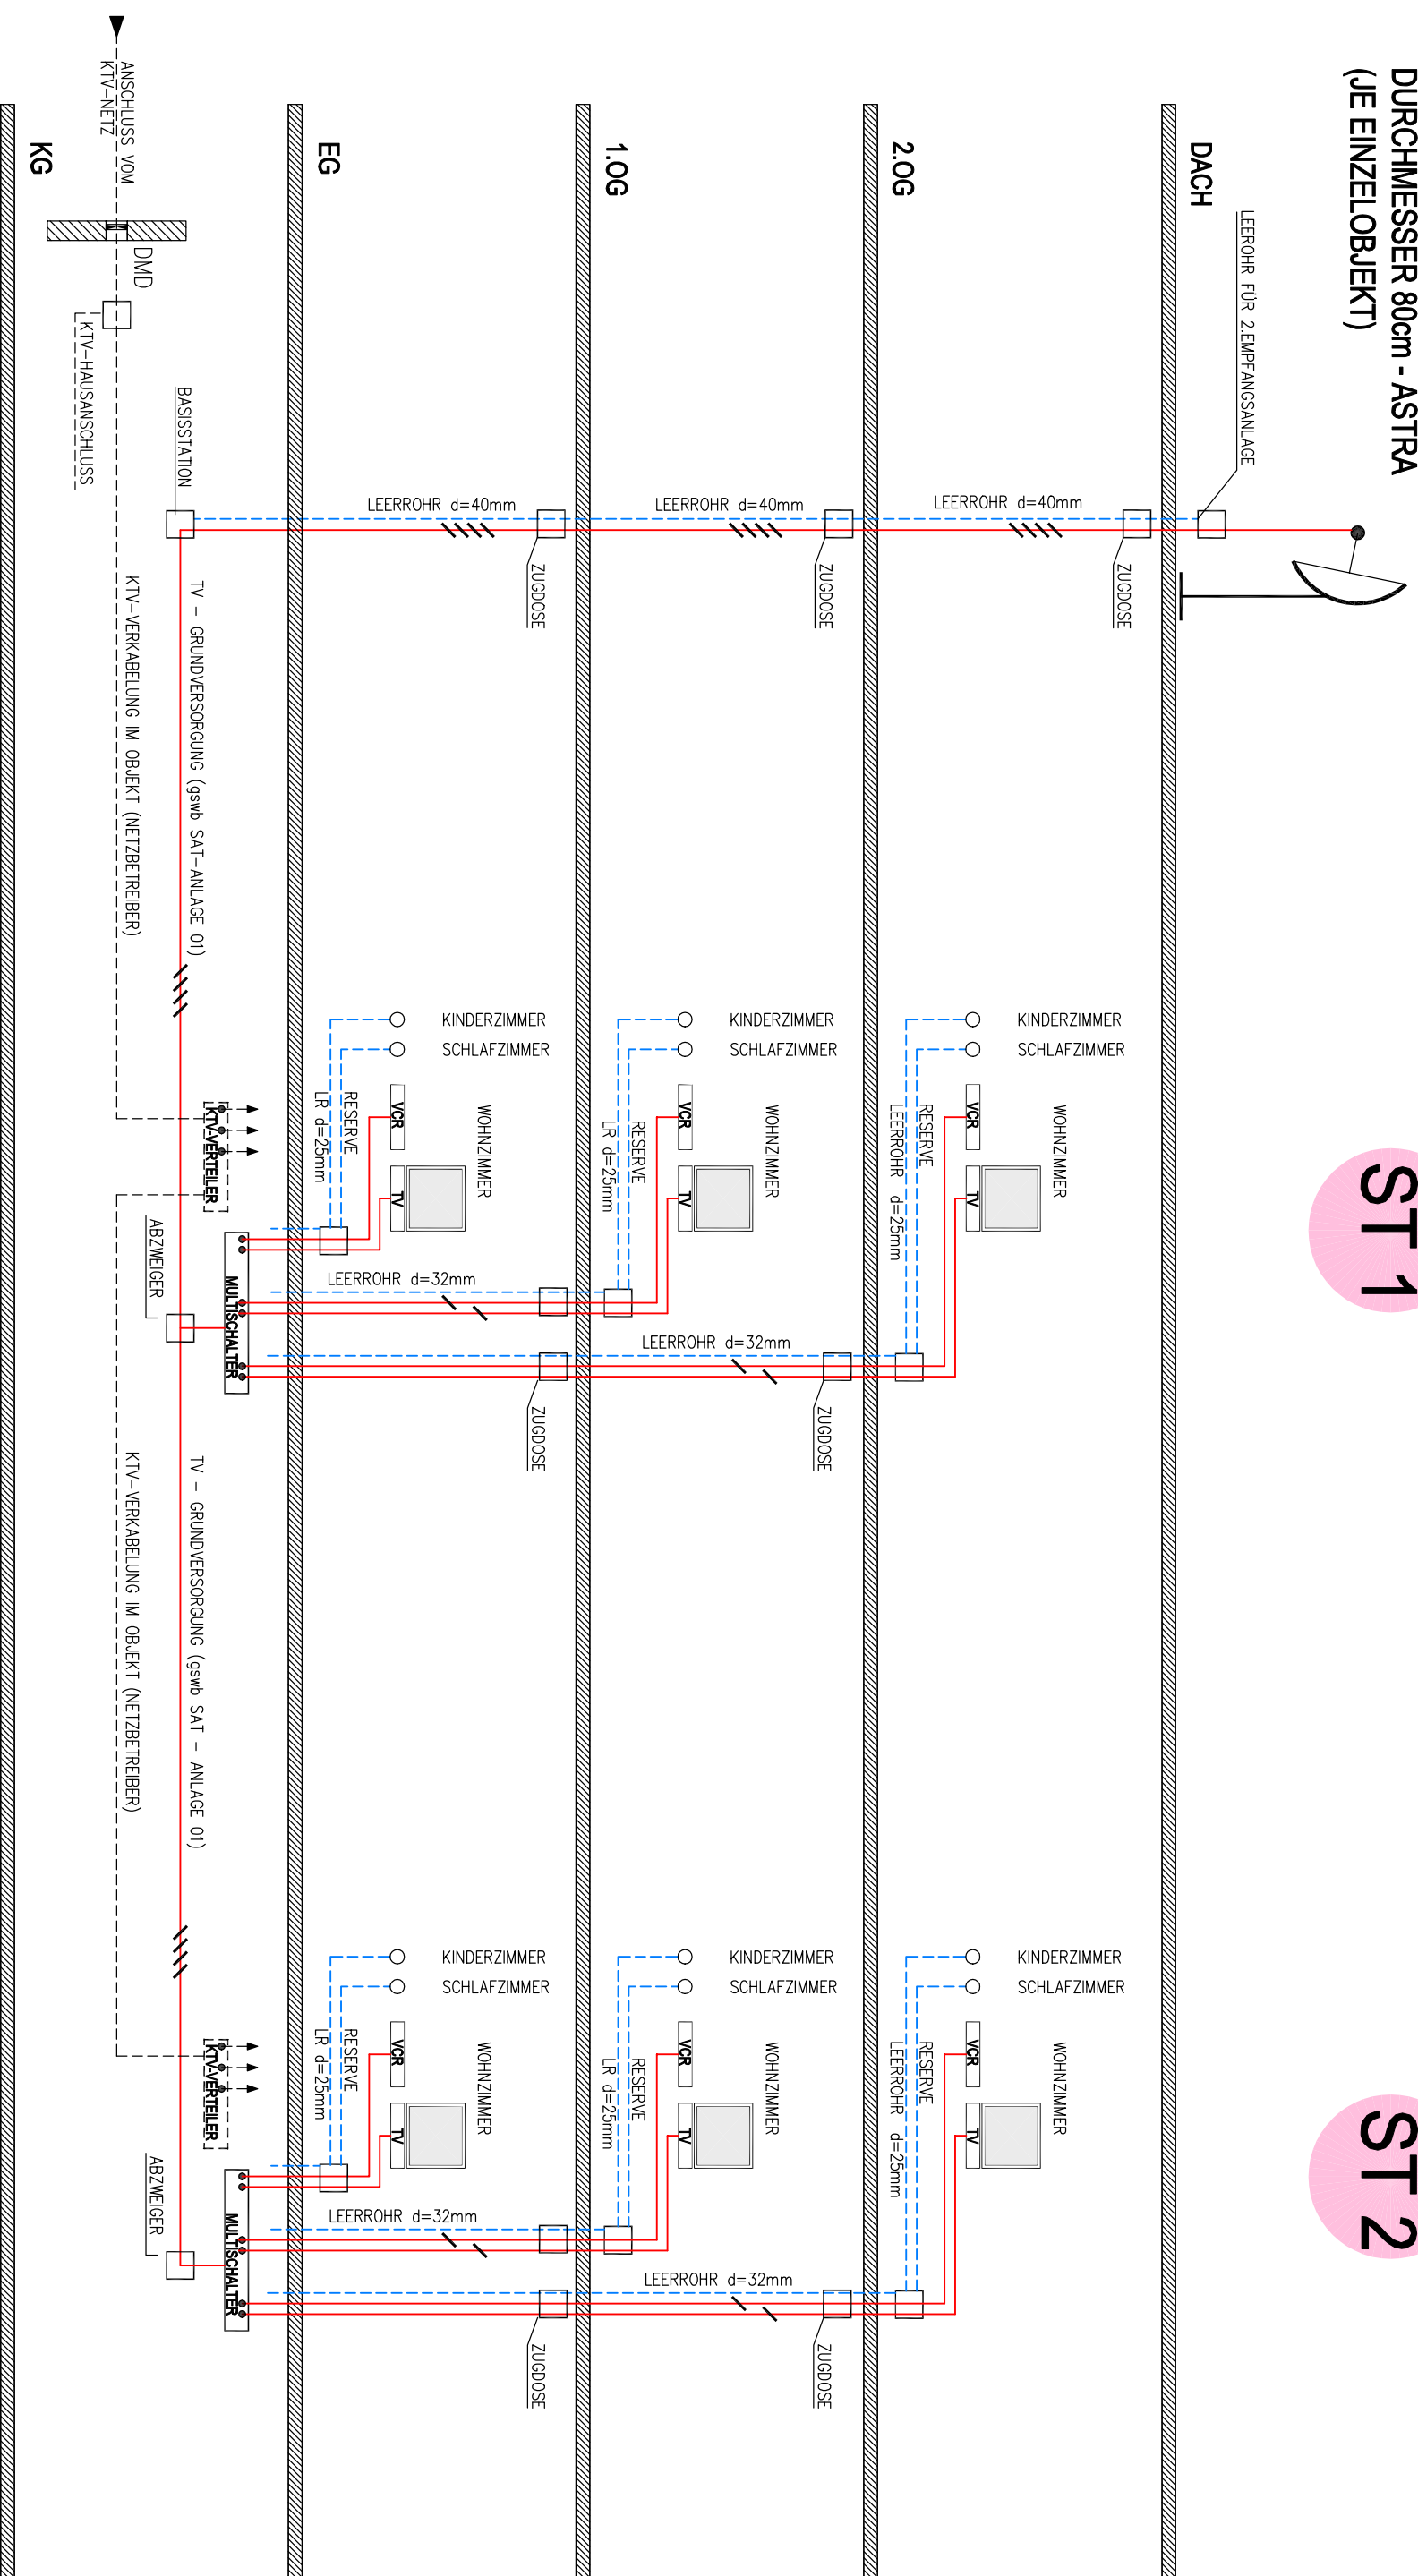 DURCHMESSER 80cm - ASTRA
(JE EINZELOBJEKT)
ST 1
ST 2
DACH
LEEROHR FÜR 2.EMPFANGSANLAGE
2.OG
LEERROHR d=40mm
ZUGDOSE
KINDERZIMMER
SCHLAFZIMMER
WOHNZIMMER
VCR
TV
RESERVE
LEERROHR d=25mm
KINDERZIMMER
SCHLAFZIMMER
WOHNZIMMER
VCR
TV
RESERVE
LEERROHR d=25mm
1.OG
LEERROHR d=40mm
ZUGDOSE
KINDERZIMMER
SCHLAFZIMMER
WOHNZIMMER
VCR
TV
RESERVE
LR d=25mm
LEERROHR d=32mm
ZUGDOSE
KINDERZIMMER
SCHLAFZIMMER
WOHNZIMMER
VCR
TV
RESERVE
LR d=25mm
LEERROHR d=32mm
ZUGDOSE
EG
LEERROHR d=40mm
ZUGDOSE
KINDERZIMMER
SCHLAFZIMMER
WOHNZIMMER
VCR
TV
RESERVE
LR d=25mm
LEERROHR d=32mm
ZUGDOSE
KINDERZIMMER
SCHLAFZIMMER
WOHNZIMMER
VCR
TV
RESERVE
LR d=25mm
LEERROHR d=32mm
ZUGDOSE
KG
ANSCHLUSS VOM
KTV-NETZ
DMD
KTV-HAUSANSCHLUSS
BASISSTATION
TV - GRUNDVERSORGUNG (gswb SAT-ANLAGE 01)
KTV-VERKABELUNG IM OBJEKT (NETZBETREIBER)
KTV-VERTEILER
ABZWEIGER
MULTISCHALTER
TV - GRUNDVERSORGUNG (gswb SAT - ANLAGE 01)
KTV-VERKABELUNG IM OBJEKT (NETZBETREIBER)
KTV-VERTEILER
ABZWEIGER
MULTISCHALTER